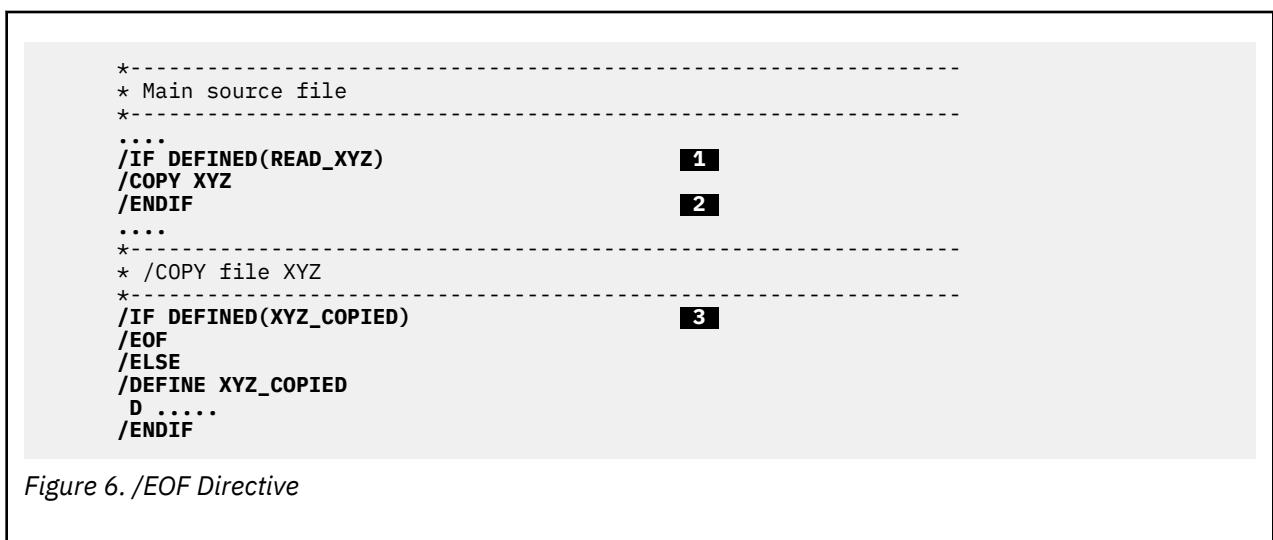 *-----------------------------------------------------------------
* Main source file
*-----------------------------------------------------------------
....
/IF DEFINED(READ_XYZ) 1
/COPY XYZ
/ENDIF 2
....
*-----------------------------------------------------------------
* /COPY file XYZ
*-----------------------------------------------------------------
/IF DEFINED(XYZ_COPIED) 3
/EOF
/ELSE
/DEFINE XYZ_COPIED
D .....
/ENDIF
Figure 6. /EOF Directive